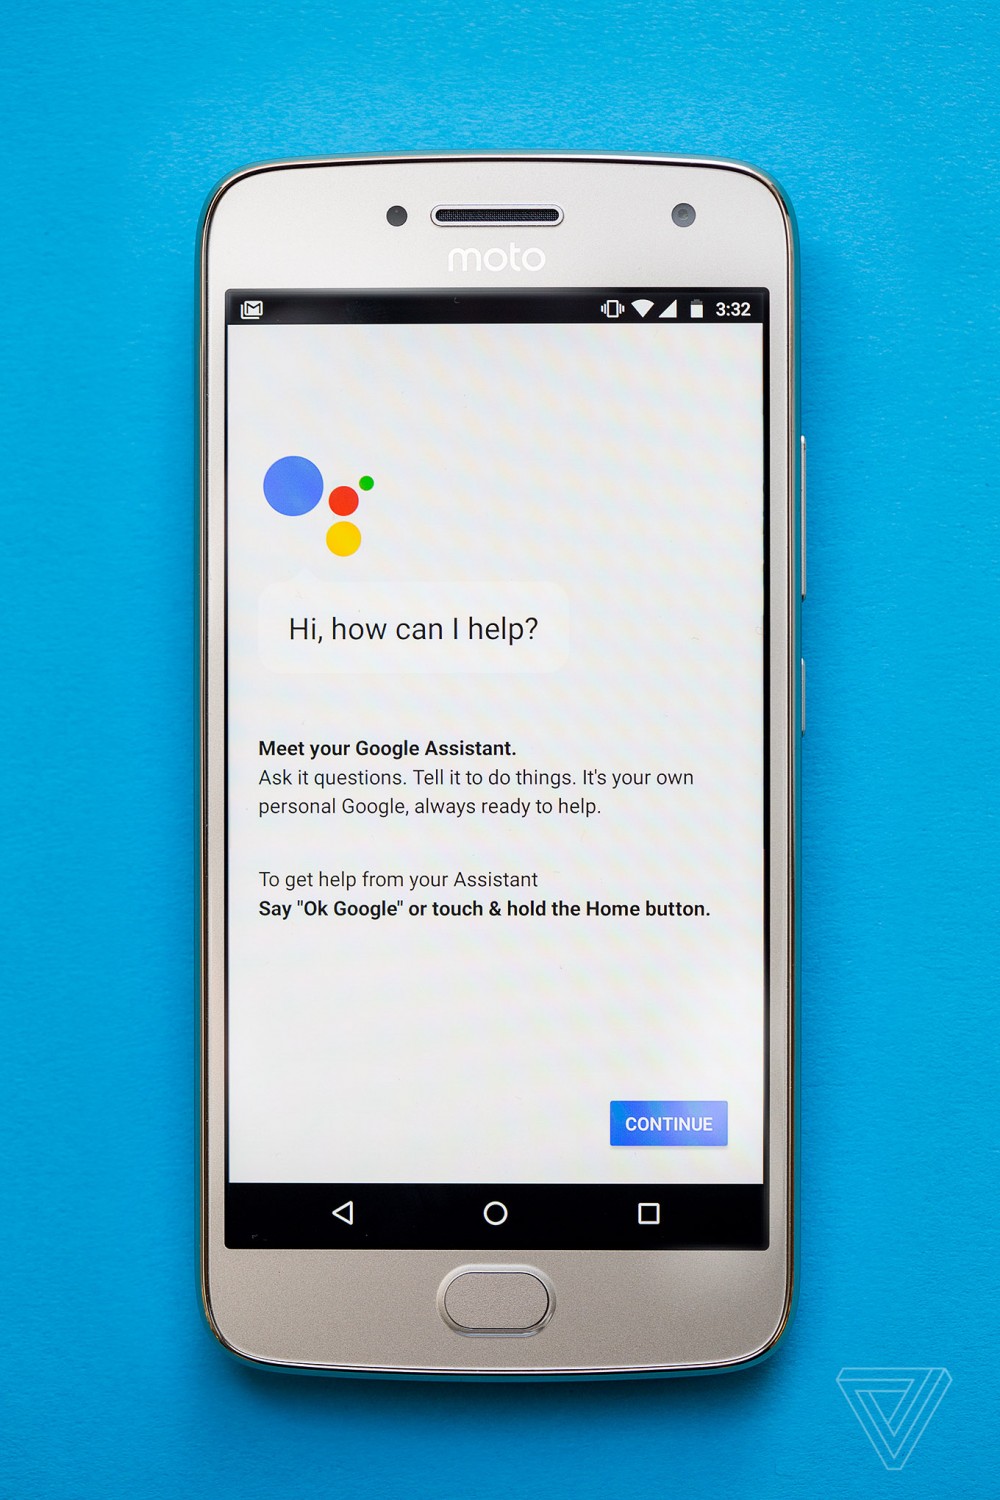 moto
3:32
Hi, how can I help?
Meet your Google Assistant.
Ask it questions. Tell it to do things. It's your own
personal Google, always ready to help.
To get help from your Assistant
Say "Ok Google" or touch & hold the Home button.
CONTINUE